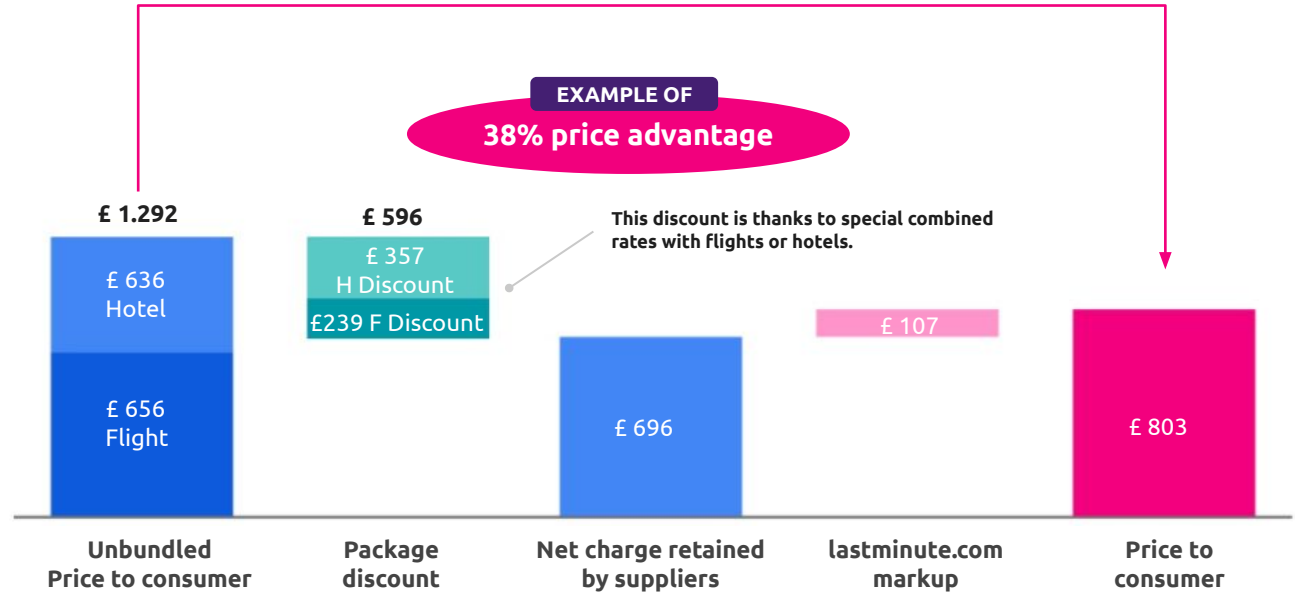 EXAMPLE OF
38% price advantage
£ 1.292
£ 596
This discount is thanks to special combined
rates with flights or hotels.
£ 636
Hotel
£ 357
H Discount
£239 F Discount
£ 107
£ 656
Flight
£ 696
£ 803
Unbundled
Price to consumer
Package
discount
Net charge retained
by suppliers
lastminute.com
markup
Price to
consumer